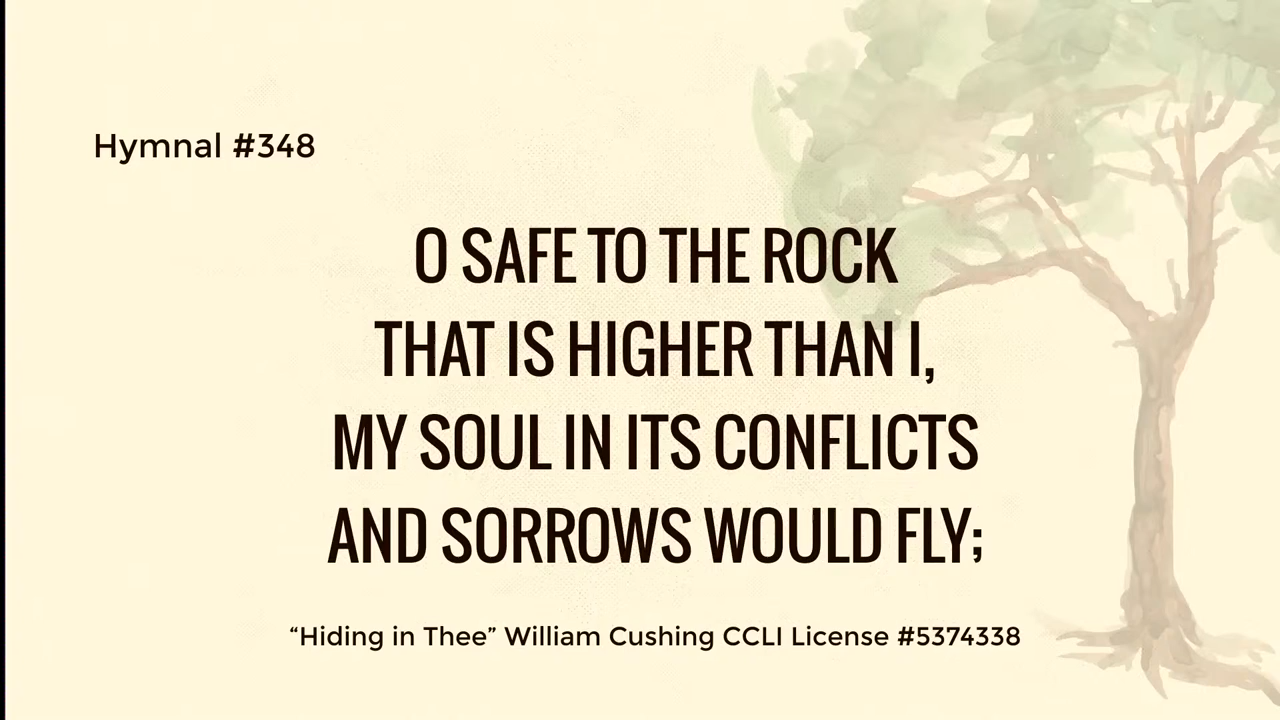 Hymnal #348
O SAFE TO THE ROCK
THAT IS HIGHER THAN I,
MY SOUL IN ITS CONFLICTS
AND SORROWS WOULD FLY;
“Hiding in Thee” William Cushing CCLI License #5374338